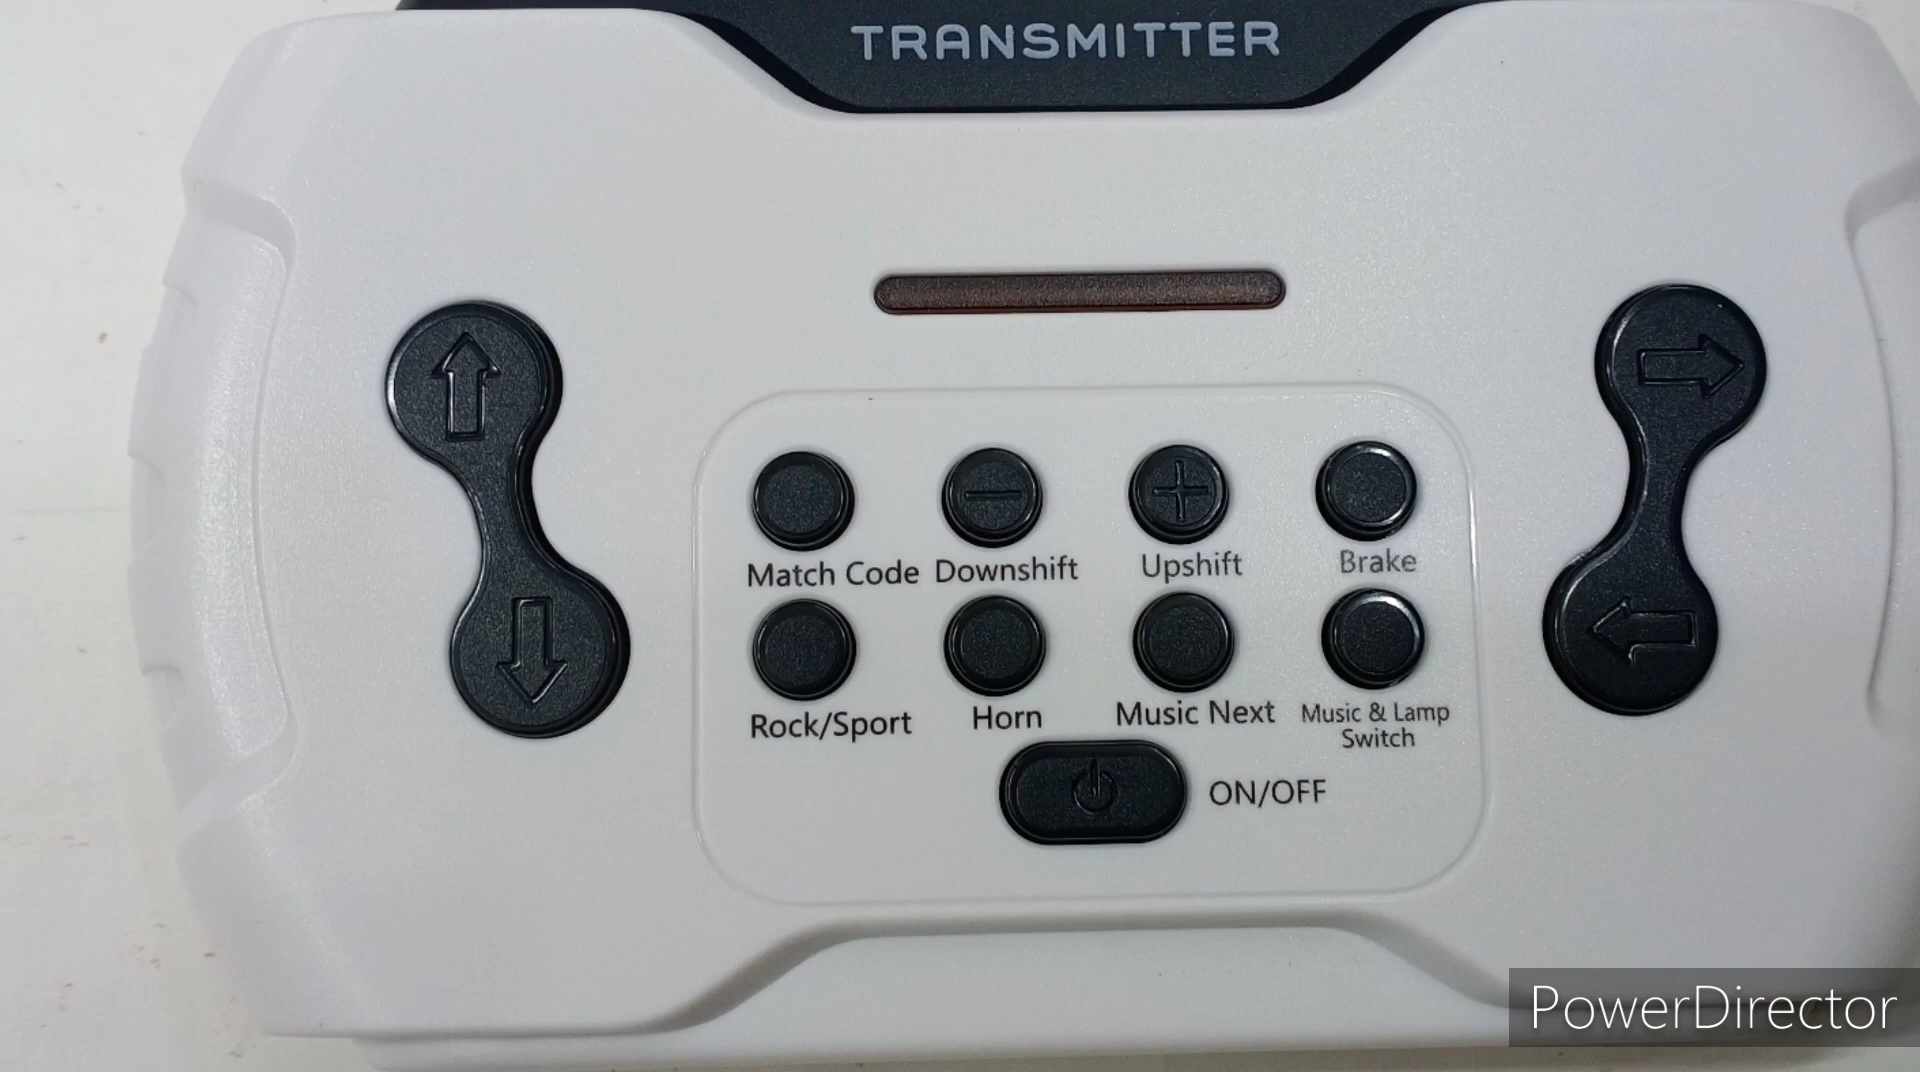 TRANSMITTER
Match Code Downshift Upshift Brake
Rock/Sport Horn Music Next Music & Lamp
Switch
ON/OFF
PowerDirector